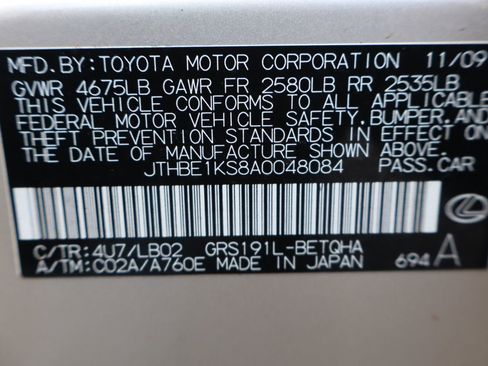 MFD.BY:TOYOTA MOTOR CORPORATION 11/09
GVWR 4675LB GAWR FR 2580LB RR 2535LB
THIS VEHICLE CONFORMS TO ALL APPLICABLE
FEDERAL MOTOR VEHICLE SAFETY,BUMPER,AND
THEFT PREVENTION STANDARDS IN EFFECT ON
THE DATE OF MANUFACTURE SHOWN ABOVE.
JTHBE1KS8A0048084 PASS.CAR
C/TR:4U7/LB02 GRS191L-BETQHA
A/TM:C02A/A760E MADE IN JAPAN 694 A